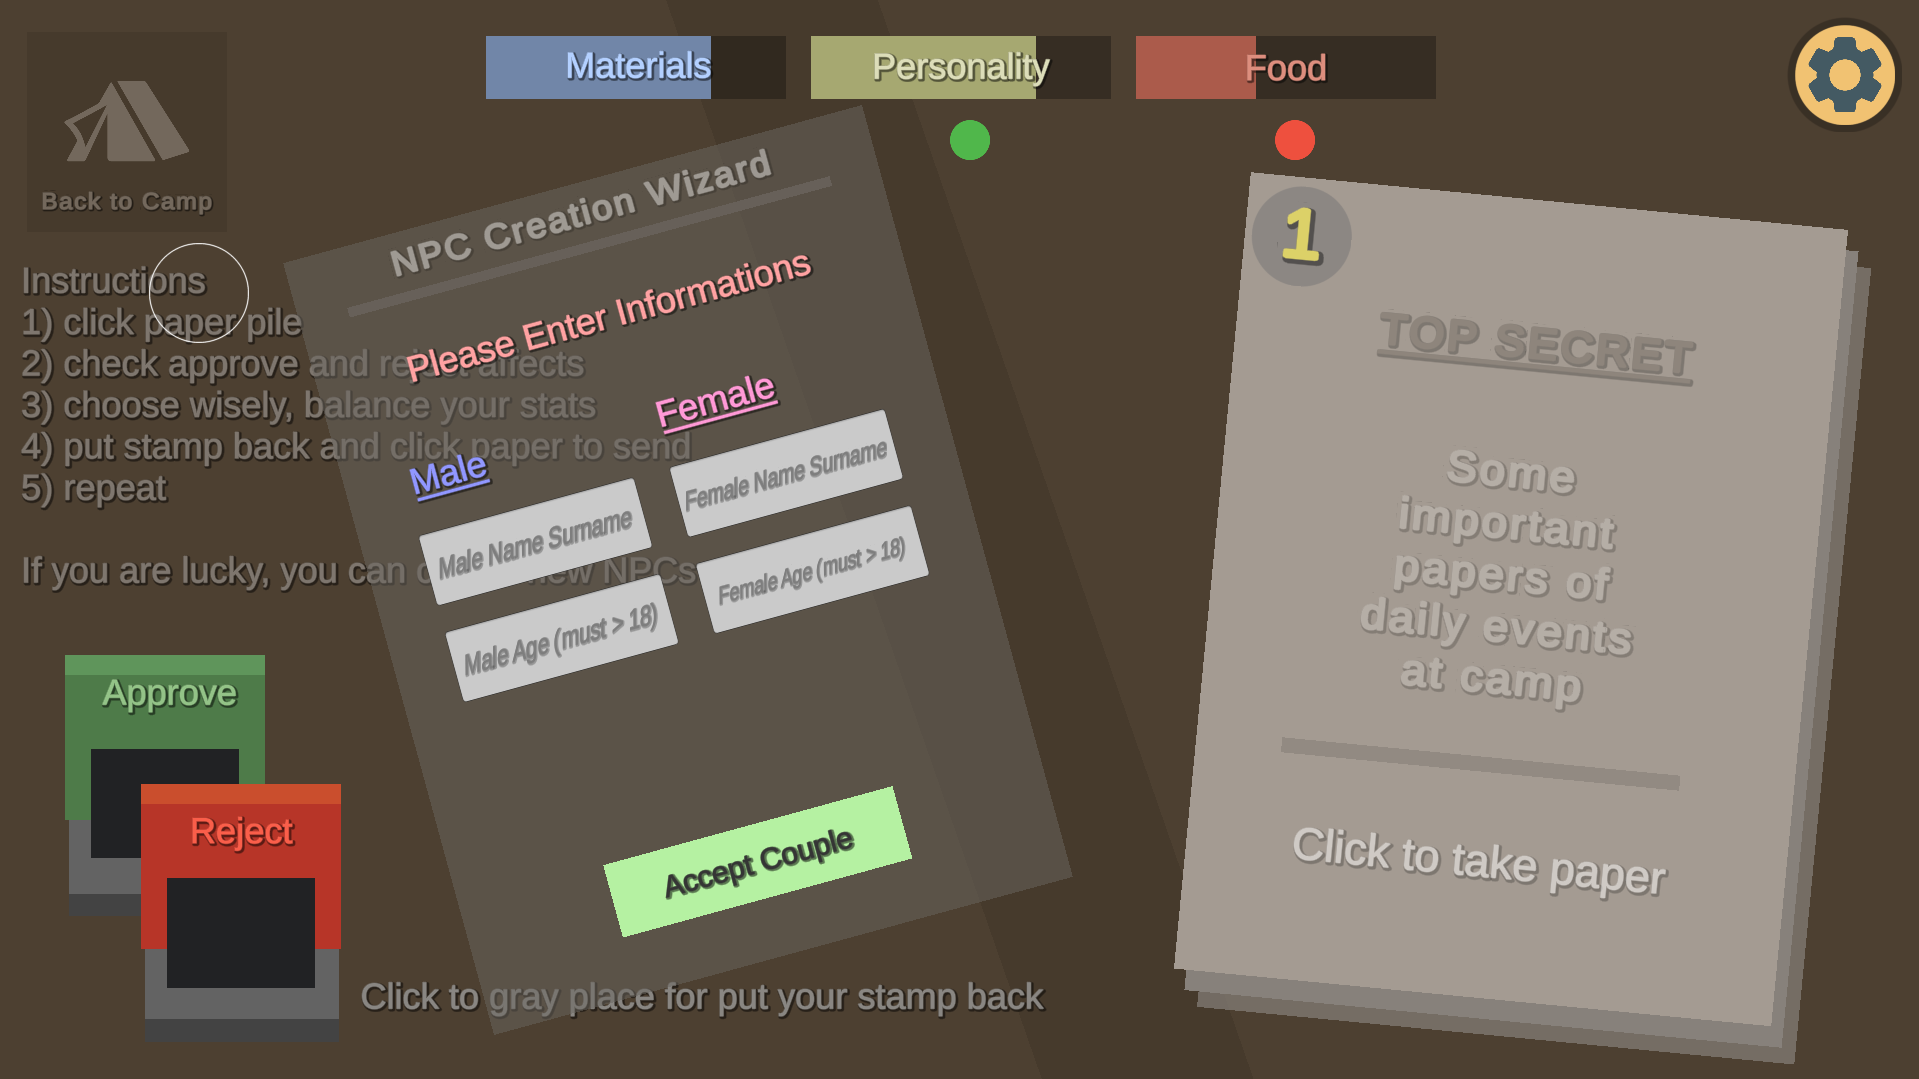 Materials
Personality
Food
Back to Camp
Instructions
1) click paper pile
2) check approve and reject affects
3) choose wisely, balance your stats
4) put stamp back and click paper to send
5) repeat
If you are lucky, you can new NPCs
NPC Creation Wizard
Please Enter Informations
Male
Female
Male Name Surname
Female Name Surname
Male Age (must > 18)
Female Age (must > 18)
Accept Couple
1
TOP SECRET
Some
important
papers of
daily events
at camp
Click to take paper
Approve
Reject
Click to gray place for put your stamp back